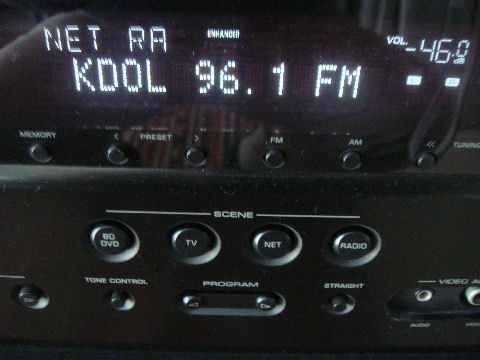 NET RA ENHANCER VOL. -46.0 dB
KDOL 96.1 FM
MEMORY < PRESET > FM AM << TUNING
SCENE
BD DVD TV NET RADIO
TONE CONTROL PROGRAM STRAIGHT VIDEO A
AUDIO